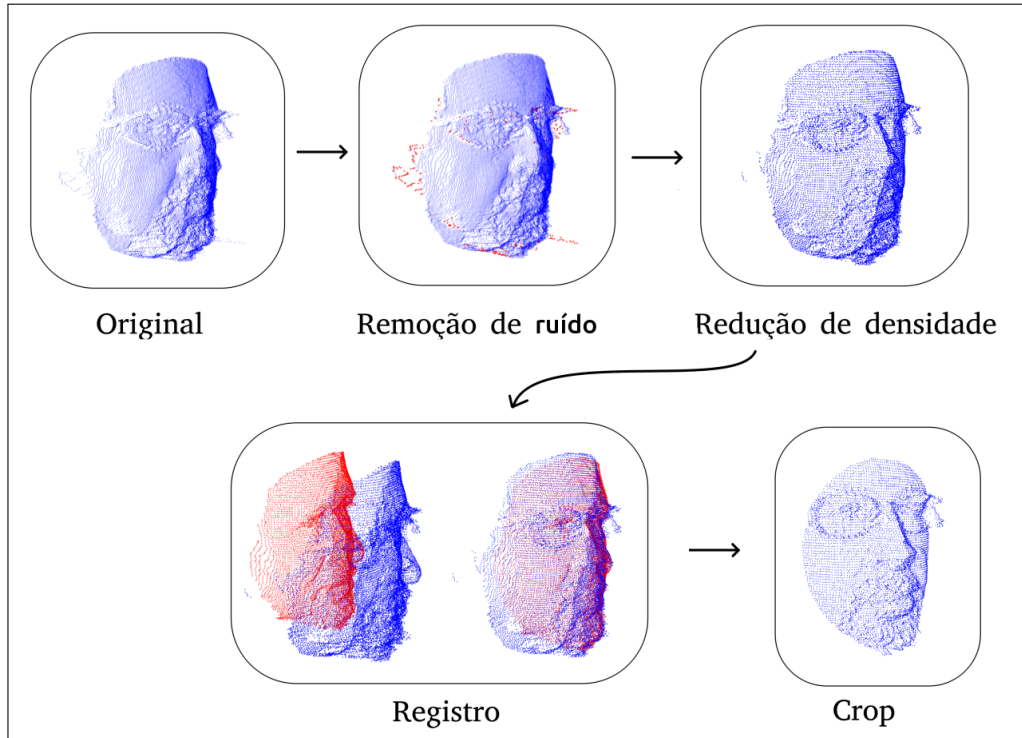 Original
Remoção de ruído
Redução de densidade
Registro
Crop